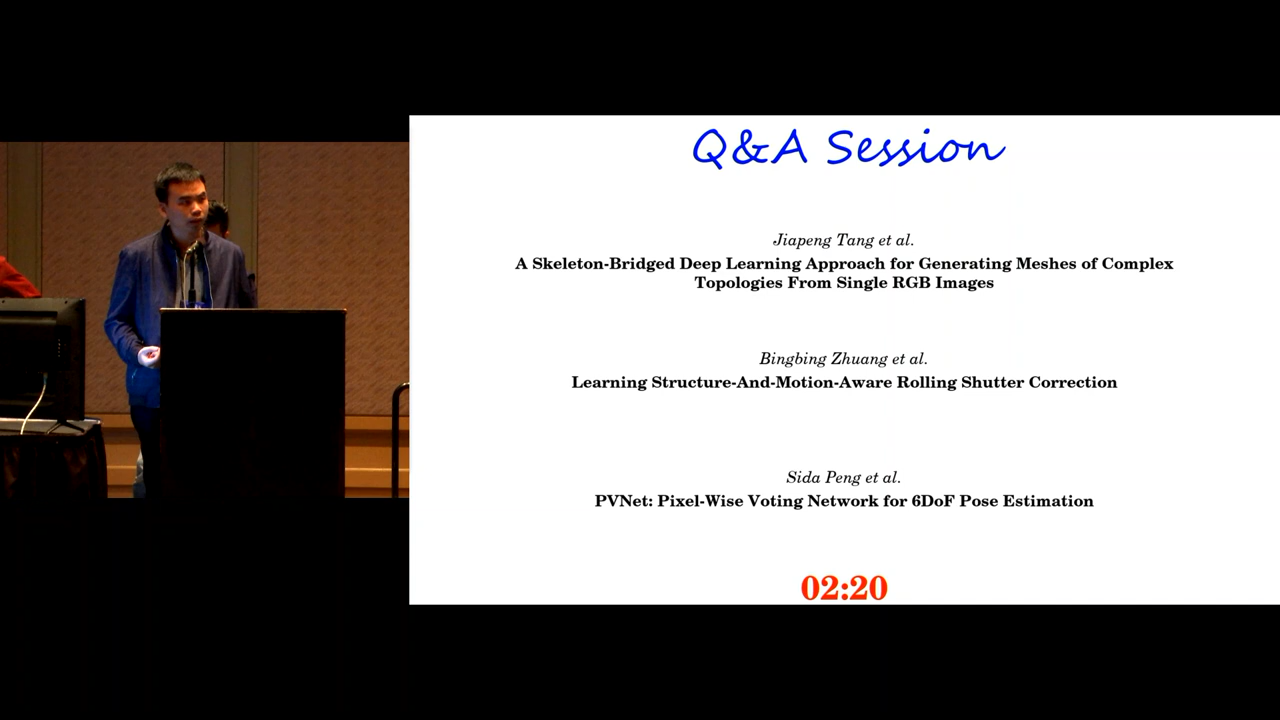 Q&A Session
Jiapeng Tang et al.
A Skeleton-Bridged Deep Learning Approach for Generating Meshes of Complex
Topologies From Single RGB Images
Bingbing Zhuang et al.
Learning Structure-And-Motion-Aware Rolling Shutter Correction
Sida Peng et al.
PVNet: Pixel-Wise Voting Network for 6DoF Pose Estimation
02:20